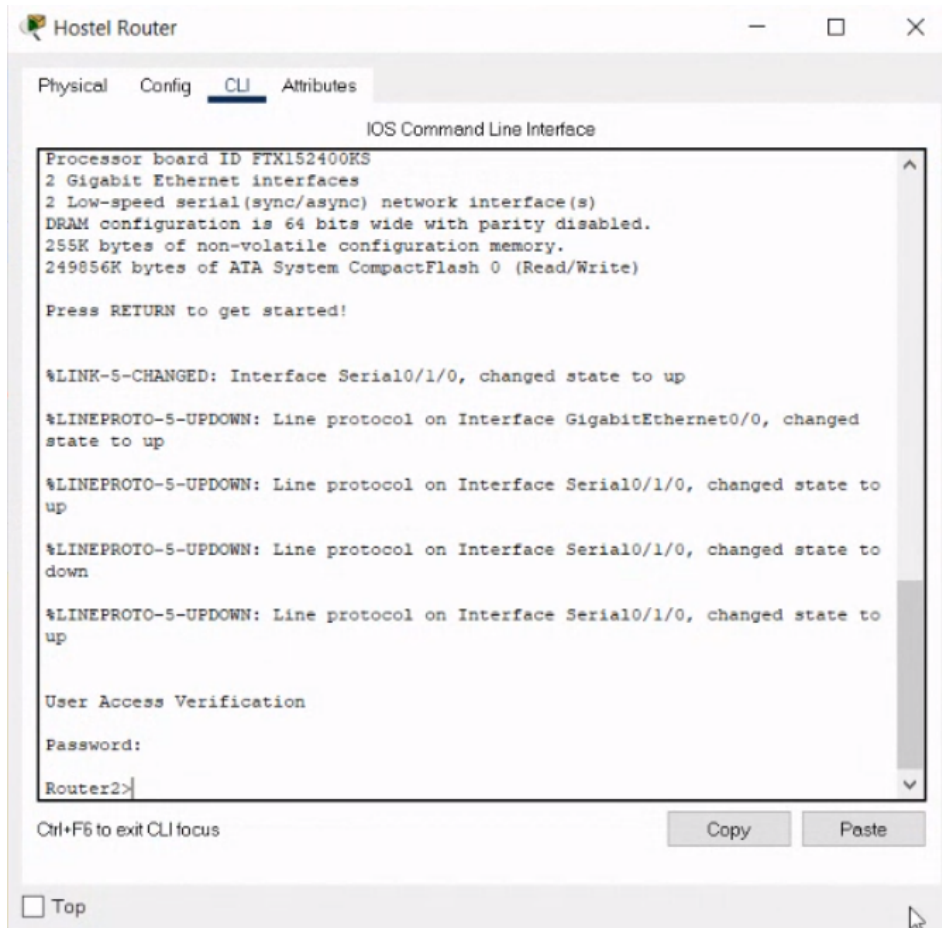 Hostel Router
Physical Config CLI Attributes
IOS Command Line Interface
Processor board ID FTX152400KS
2 Gigabit Ethernet interfaces
2 Low-speed serial(sync/async) network interface(s)
DRAM configuration is 64 bits wide with parity disabled.
255K bytes of non-volatile configuration memory.
249856K bytes of ATA System CompactFlash 0 (Read/Write)
Press RETURN to get started!
%LINK-5-CHANGED: Interface Serial0/1/0, changed state to up
%LINEPROTO-5-UPDOWN: Line protocol on Interface GigabitEthernet0/0, changed
state to up
%LINEPROTO-5-UPDOWN: Line protocol on Interface Serial0/1/0, changed state to
up
%LINEPROTO-5-UPDOWN: Line protocol on Interface Serial0/1/0, changed state to
down
%LINEPROTO-5-UPDOWN: Line protocol on Interface Serial0/1/0, changed state to
up
User Access Verification
Password:
Router2>
Ctrl+F6 to exit CLI focus
Copy Paste
Top